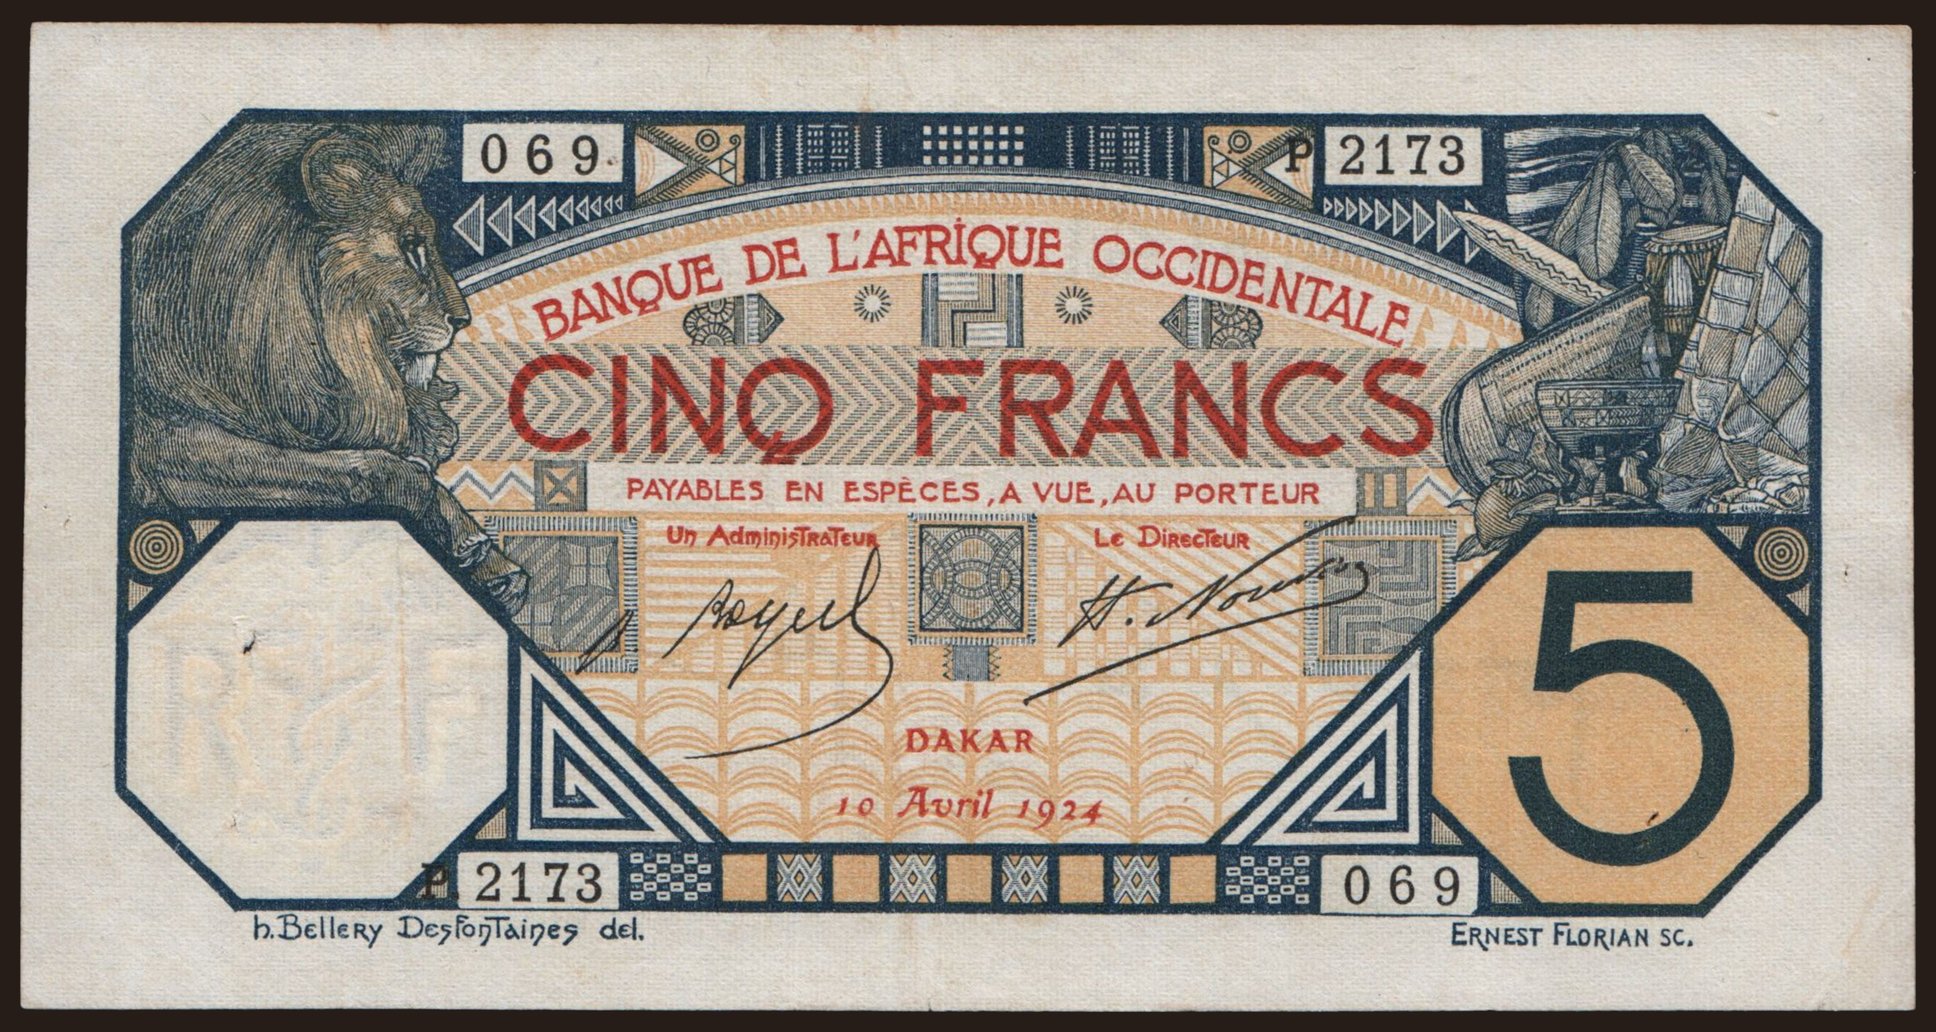 069
P 2173
BANQUE DE L'AFRIQUE OCCIDENTALE
CINQ FRANCS
PAYABLES EN ESPÈCES, A VUE, AU PORTEUR
Un Administrateur
Le Directeur
DAKAR
10 Avril 1924
5
P. 2173
069
h. Bellery Desfontaines del.
ERNEST FLORIAN SC.